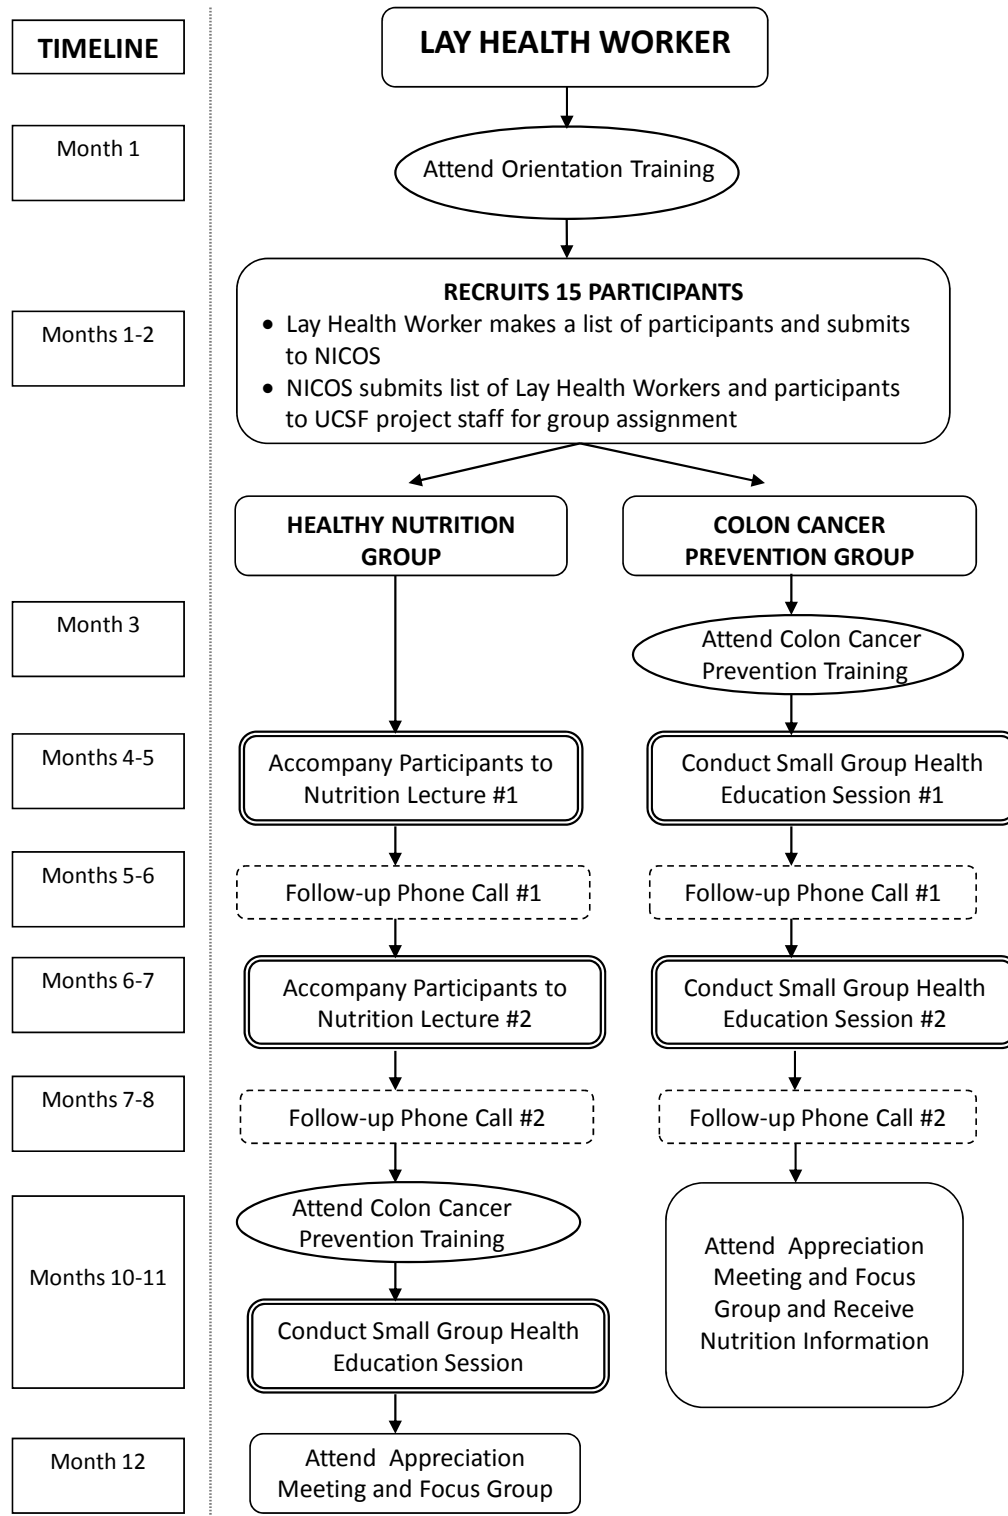 TIMELINE
LAY HEALTH WORKER
Month 1
Attend Orientation Training
Months 1-2
RECRUITS 15 PARTICIPANTS
• Lay Health Worker makes a list of participants and submits
to NICOS
• NICOS submits list of Lay Health Workers and participants
to UCSF project staff for group assignment
HEALTHY NUTRITION
GROUP
COLON CANCER
PREVENTION GROUP
Month 3
Attend Colon Cancer
Prevention Training
Months 4-5
Accompany Participants to
Nutrition Lecture #1
Conduct Small Group Health
Education Session #1
Months 5-6
Follow-up Phone Call #1
Follow-up Phone Call #1
Months 6-7
Accompany Participants to
Nutrition Lecture #2
Conduct Small Group Health
Education Session #2
Months 7-8
Follow-up Phone Call #2
Follow-up Phone Call #2
Months 10-11
Attend Colon Cancer
Prevention Training
Conduct Small Group Health
Education Session
Attend Appreciation
Meeting and Focus
Group and Receive
Nutrition Information
Month 12
Attend Appreciation
Meeting and Focus Group